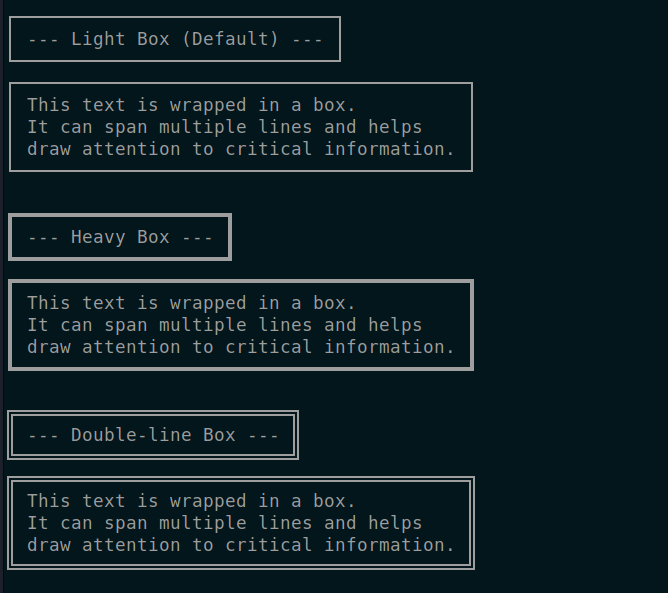 --- Light Box (Default) ---
This text is wrapped in a box.
It can span multiple lines and helps
draw attention to critical information.
--- Heavy Box ---
This text is wrapped in a box.
It can span multiple lines and helps
draw attention to critical information.
--- Double-line Box ---
This text is wrapped in a box.
It can span multiple lines and helps
draw attention to critical information.